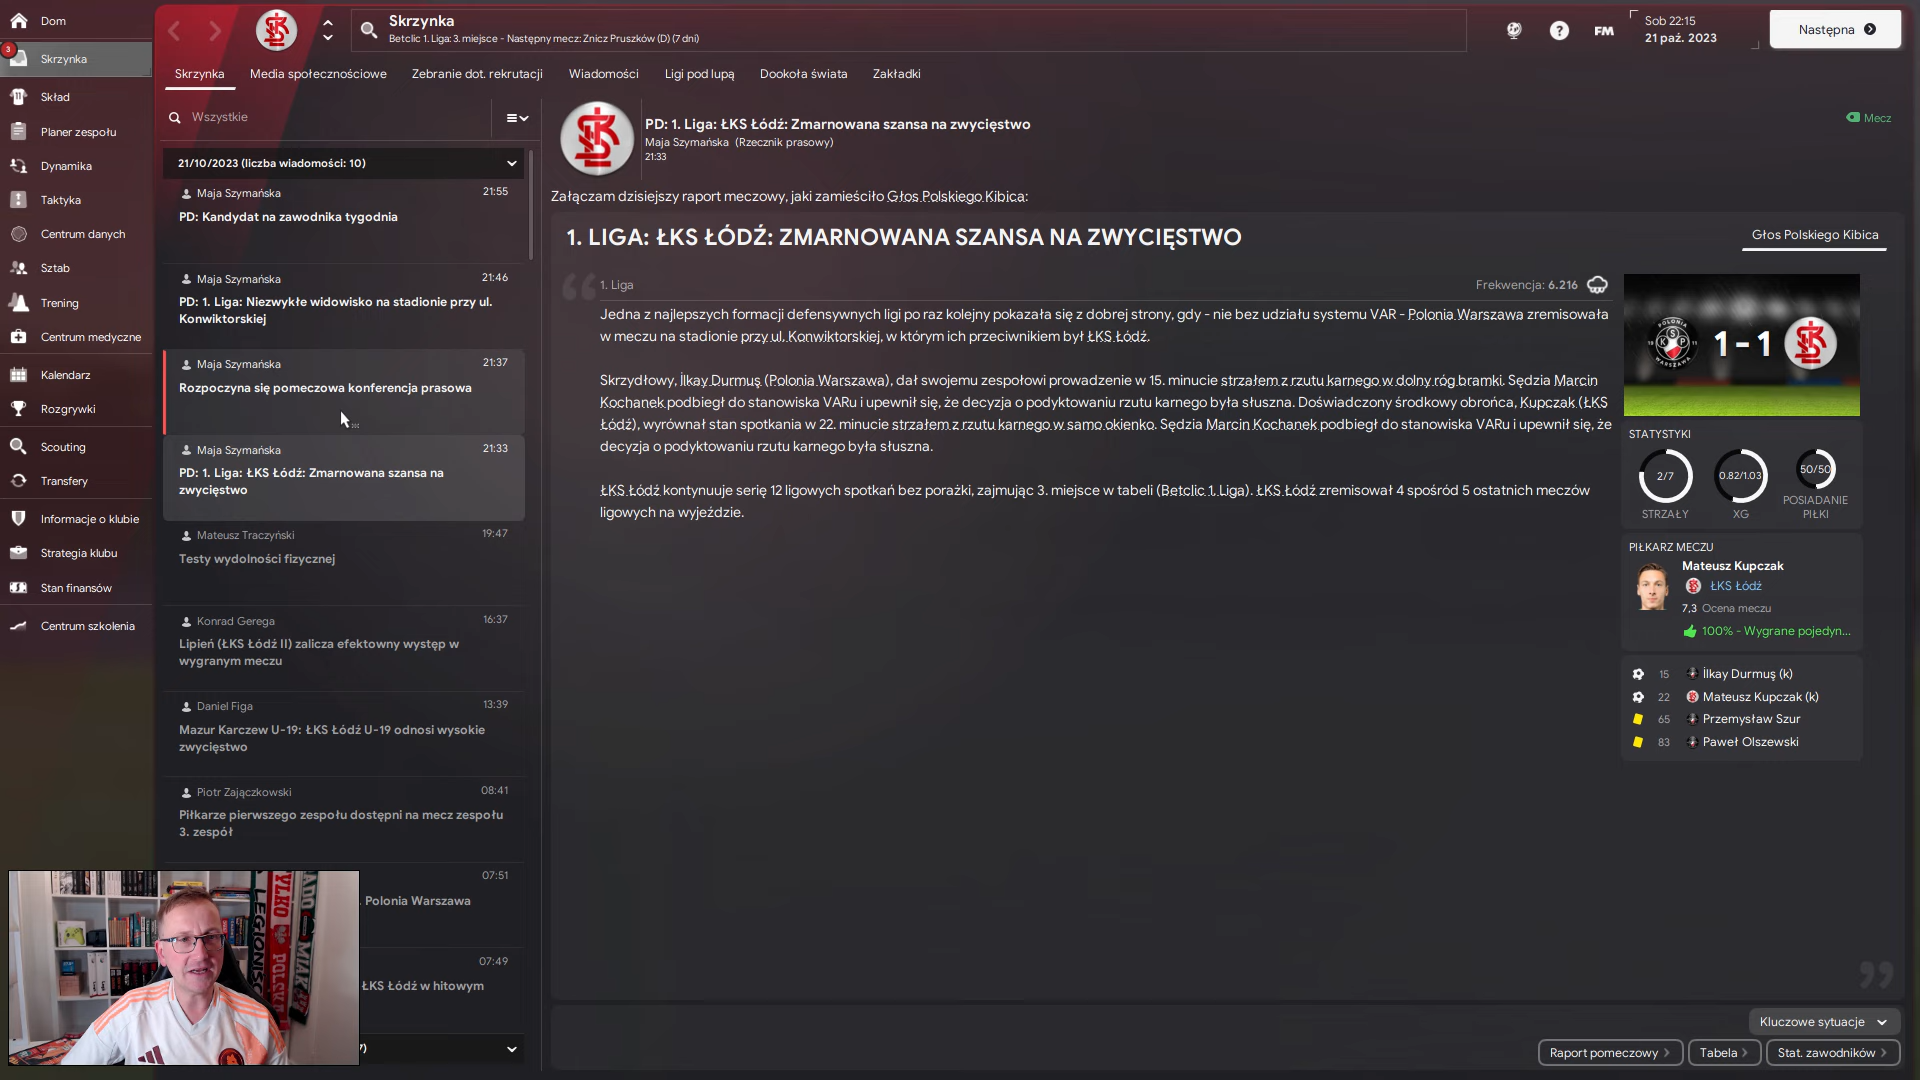 Dom
3
Skrzynka
Skład
Planer zespołu
Dynamika
Taktyka
Centrum danych
Sztab
Trening
Centrum medyczne
Kalendarz
Rozgrywki
Scouting
Transfery
Informacje o klubie
Strategia klubu
Stan finansów
Centrum szkolenia
Skrzynka
Betclic 1. Liga: 3. miejsce - Następny mecz: Znicz Pruszków (D) (7 dni)
FM
Sob 22:15
21 paź. 2023
Następna
Skrzynka Media społecznościowe Zebranie dot. rekrutacji Wiadomości Ligi pod lupą Dookoła świata Zakładki
Wszystkie
21/10/2023 (liczba wiadomości: 10)
Maja Szymańska 21:55
PD: Kandydat na zawodnika tygodnia
Maja Szymańska 21:46
PD: 1. Liga: Niezwykłe widowisko na stadionie przy ul.
Konwiktorskiej
Maja Szymańska 21:37
Rozpoczyna się pomeczowa konferencja prasowa
Maja Szymańska 21:33
PD: 1. Liga: ŁKS Łódź: Zmarnowana szansa na
zwycięstwo
Mateusz Traczyński 19:47
Testy wydolności fizycznej
Konrad Gerega 16:37
Lipień (ŁKS Łódź II) zalicza efektowny występ w
wygranym meczu
Daniel Figa 13:39
Mazur Karczew U-19: ŁKS Łódź U-19 odnosi wysokie
zwycięstwo
Piotr Zajączkowski 08:41
Piłkarze pierwszego zespołu dostępni na mecz zespołu
3. zespół
07:51
. Polonia Warszawa
07:49
ŁKS Łódź w hitowym
7)
PD: 1. Liga: ŁKS Łódź: Zmarnowana szansa na zwycięstwo
Maja Szymańska (Rzecznik prasowy)
21:33
Mecz
Załączam dzisiejszy raport meczowy, jaki zamieściło Głos Polskiego Kibica:
1. LIGA: ŁKS ŁÓDŹ: ZMARNOWANA SZANSA NA ZWYCIĘSTWO
Głos Polskiego Kibica
1. Liga
Frekwencja: 6.216
Jedna z najlepszych formacji defensywnych ligi po raz kolejny pokazała się z dobrej strony, gdy - nie bez udziału systemu VAR - Polonia Warszawa zremisowała
w meczu na stadionie przy ul. Konwiktorskiej, w którym ich przeciwnikiem był ŁKS Łódź.
Skrzydłowy, İlkay Durmuş (Polonia Warszawa), dał swojemu zespołowi prowadzenie w 15. minucie strzałem z rzutu karnego w dolny róg bramki. Sędzia Marcin
Kochanek podbiegł do stanowiska VARu i upewnił się, że decyzja o podyktowaniu rzutu karnego była słuszna. Doświadczony środkowy obrońca, Kupczak (ŁKS
Łódź), wyrównał stan spotkania w 22. minucie strzałem z rzutu karnego w samo okienko. Sędzia Marcin Kochanek podbiegł do stanowiska VARu i upewnił się, że
decyzja o podyktowaniu rzutu karnego była słuszna.
ŁKS Łódź kontynuuje serię 12 ligowych spotkań bez porażki, zajmując 3. miejsce w tabeli (Betclic 1. Liga). ŁKS Łódź zremisował 4 spośród 5 ostatnich meczów
ligowych na wyjeździe.
1 - 1
STATYSTYKI
2/7 0.82/1.03 50/50
STRZAŁY XG POSIADANIE
PIŁKI
PIŁKARZ MECZU
Mateusz Kupczak
ŁKS Łódź
7,3 Ocena meczu
100% - Wygrane pojedyn...
15 İlkay Durmuş (k)
22 Mateusz Kupczak (k)
65 Przemysław Szur
83 Paweł Olszewski
Kluczowe sytuacje
Raport pomeczowy
Tabela
Stat. zawodników